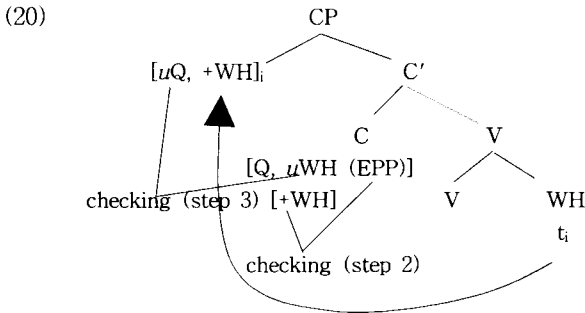 (20)
CP
[uQ, +WH]i
C′
C
V
[Q, uWH (EPP)]
checking (step 3) [+WH]
V
WH
ti
checking (step 2)